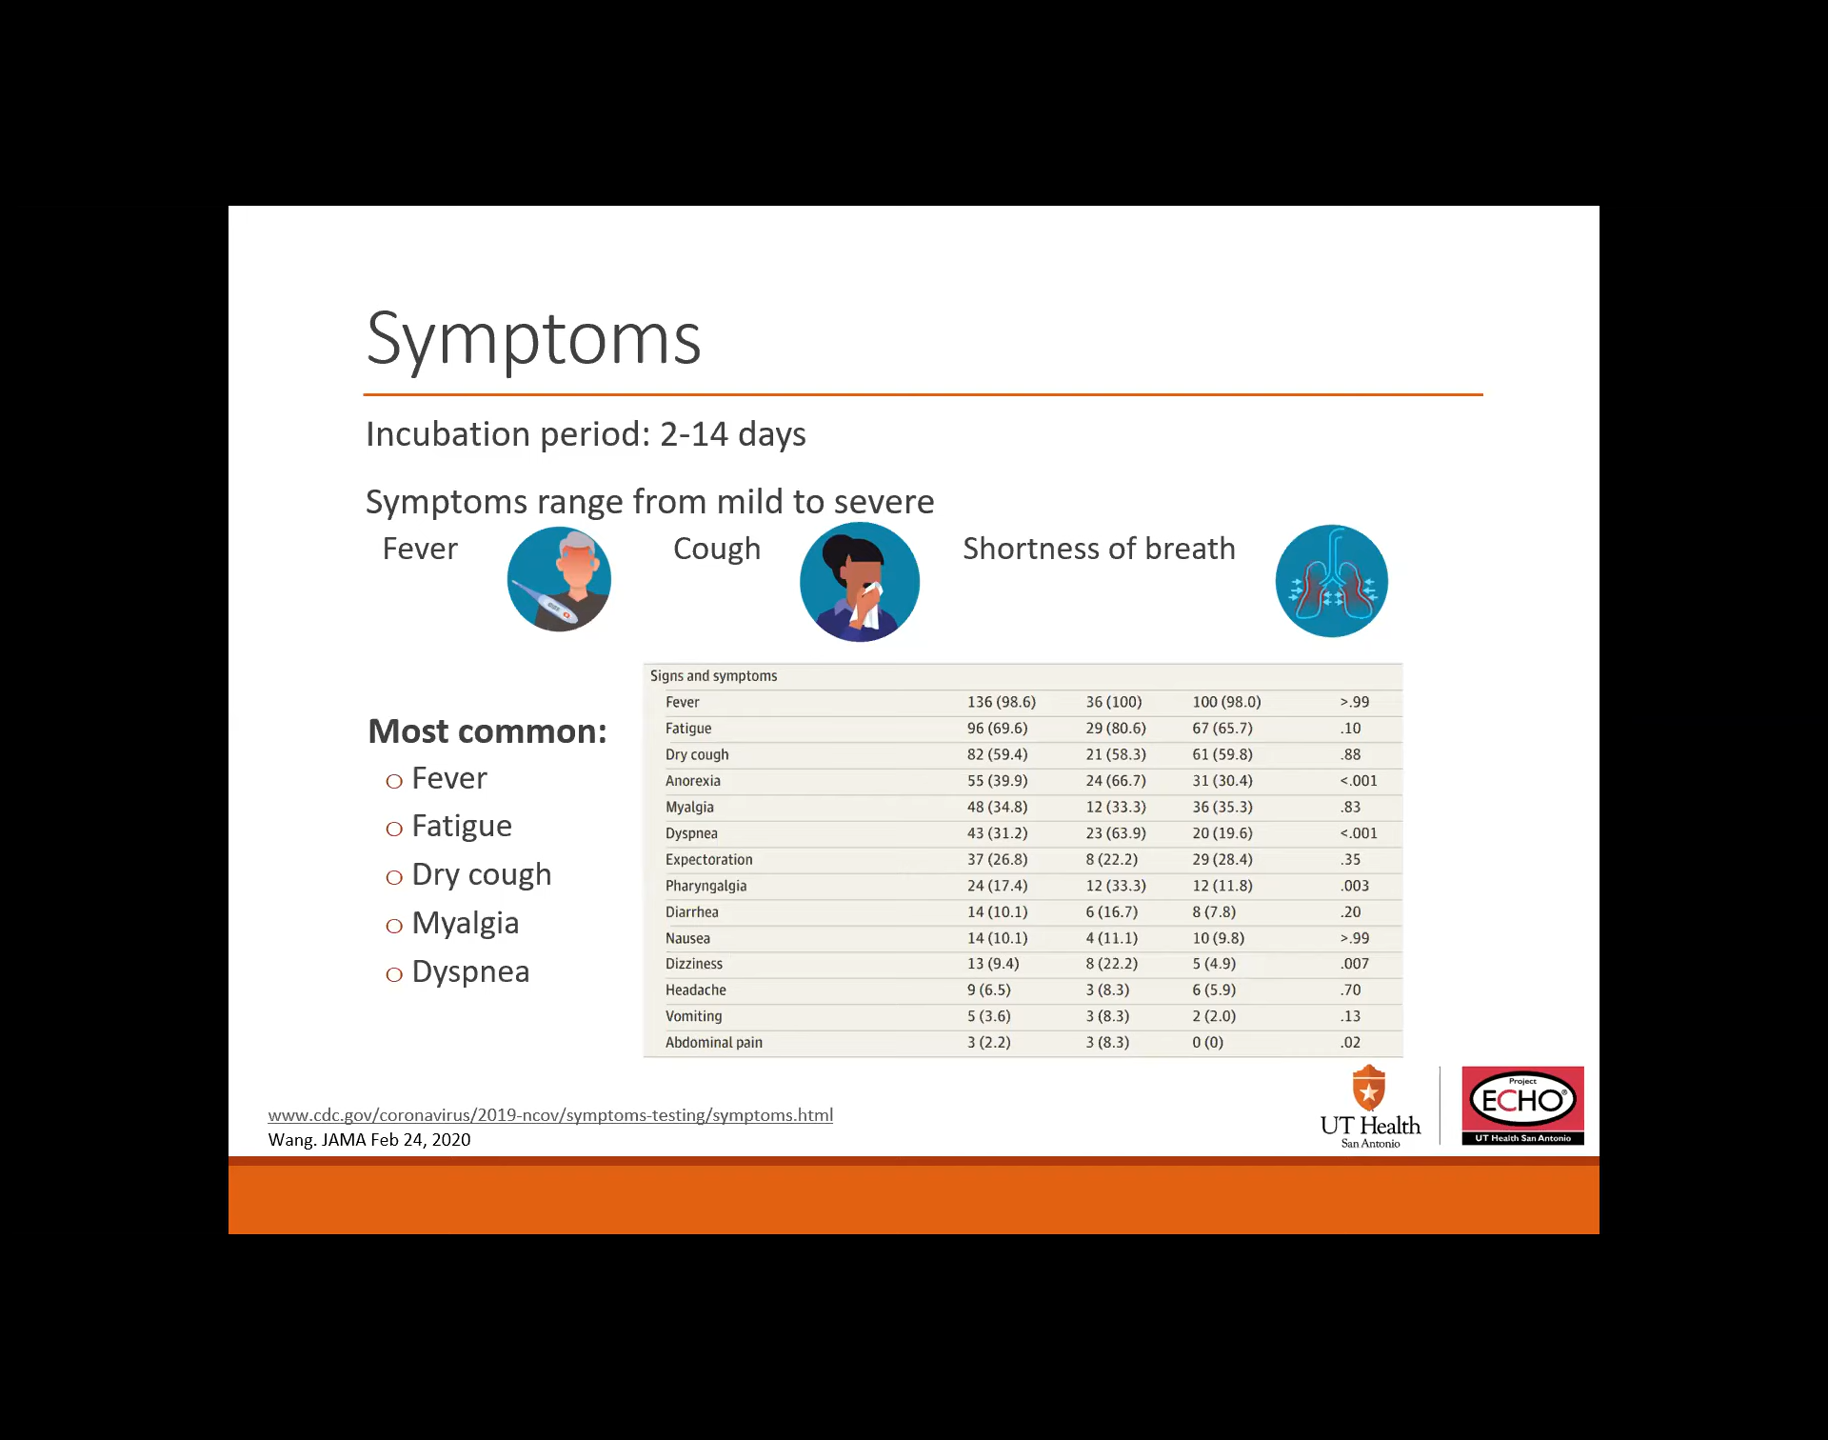 Symptoms
Incubation period: 2-14 days
Symptoms range from mild to severe
Fever Cough Shortness of breath
Most common:
Fever
Fatigue
Dry cough
Myalgia
Dyspnea
Signs and symptoms
Fever 136 (98.6) 36 (100) 100 (98.0) >.99
Fatigue 96 (69.6) 29 (80.6) 67 (65.7) .10
Dry cough 82 (59.4) 21 (58.3) 61 (59.8) .88
Anorexia 55 (39.9) 24 (66.7) 31 (30.4) <.001
Myalgia 48 (34.8) 12 (33.3) 36 (35.3) .83
Dyspnea 43 (31.2) 23 (63.9) 20 (19.6) <.001
Expectoration 37 (26.8) 8 (22.2) 29 (28.4) .35
Pharyngalgia 24 (17.4) 12 (33.3) 12 (11.8) .003
Diarrhea 14 (10.1) 6 (16.7) 8 (7.8) .20
Nausea 14 (10.1) 4 (11.1) 10 (9.8) >.99
Dizziness 13 (9.4) 8 (22.2) 5 (4.9) .007
Headache 9 (6.5) 3 (8.3) 6 (5.9) .70
Vomiting 5 (3.6) 3 (8.3) 2 (2.0) .13
Abdominal pain 3 (2.2) 3 (8.3) 0 (0) .02
www.cdc.gov/coronavirus/2019-ncov/symptoms-testing/symptoms.html
Wang. JAMA Feb 24, 2020
UT Health
San Antonio
Project
ECHO®
UT Health San Antonio